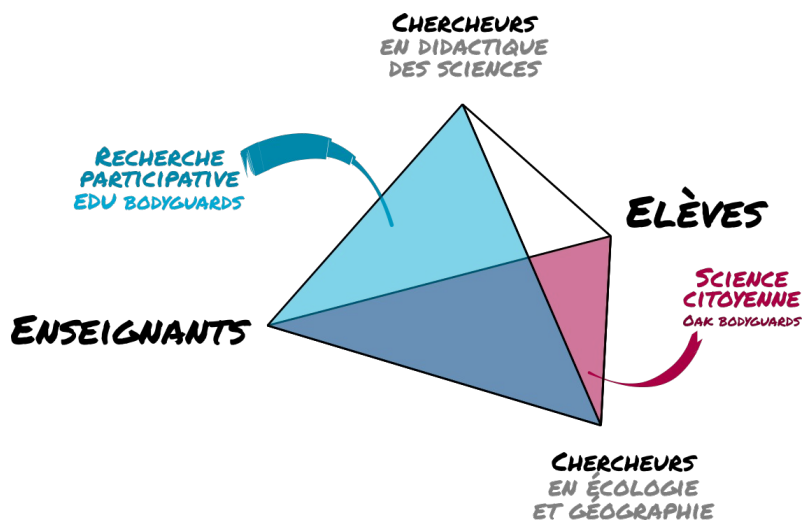 Chercheurs
en didactique
des sciences
Recherche
participative
EDU bodyguards
Elèves
Science
citoyenne
Oak bodyguards
Enseignants
Chercheurs
en écologie
et géographie